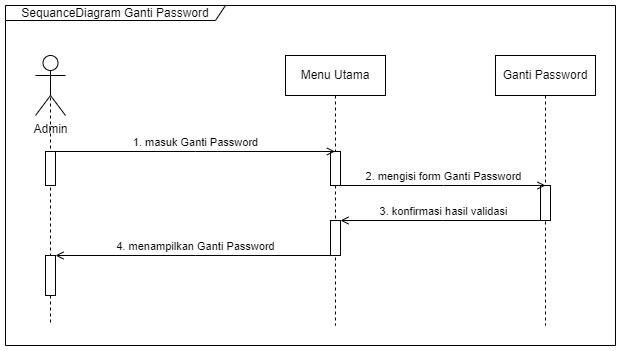 SequanceDiagram Ganti Password
Menu Utama
Ganti Password
Admin
1. masuk Ganti Password
2. mengisi form Ganti Password
3. konfirmasi hasil validasi
4. menampilkan Ganti Password